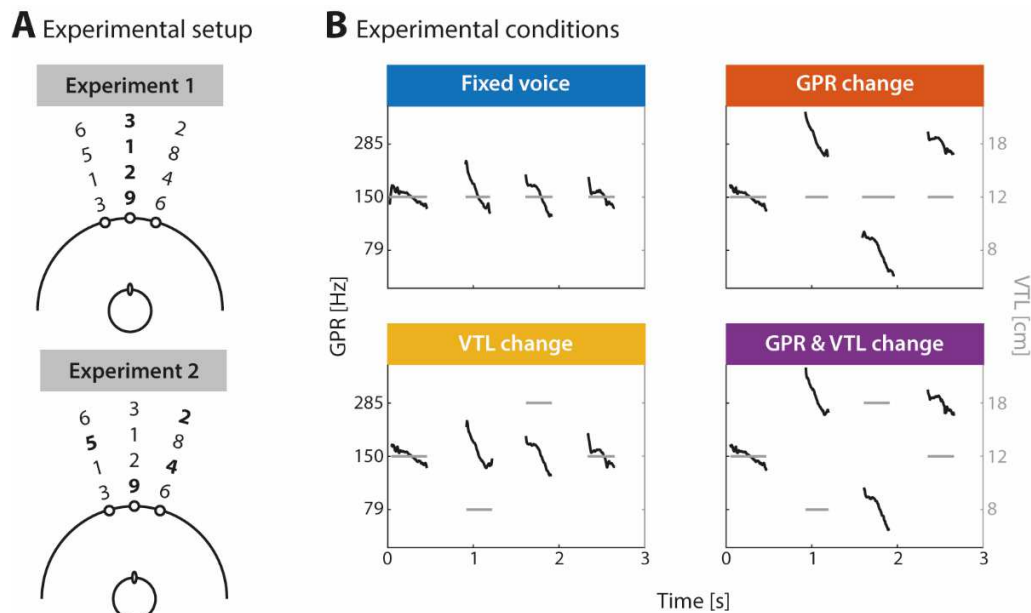 A Experimental setup
Experiment 1
6 3 2
5 1 8
1 2 4
3 9 6
Experiment 2
6 3 2
5 1 8
1 2 4
3 9 6
B Experimental conditions
Fixed voice
GPR change
285
150
79
18
12
8
VTL change
GPR & VTL change
285
150
79
18
12
8
0 1 2 3
0 1 2 3
GPR [Hz]
VTL [cm]
Time [s]